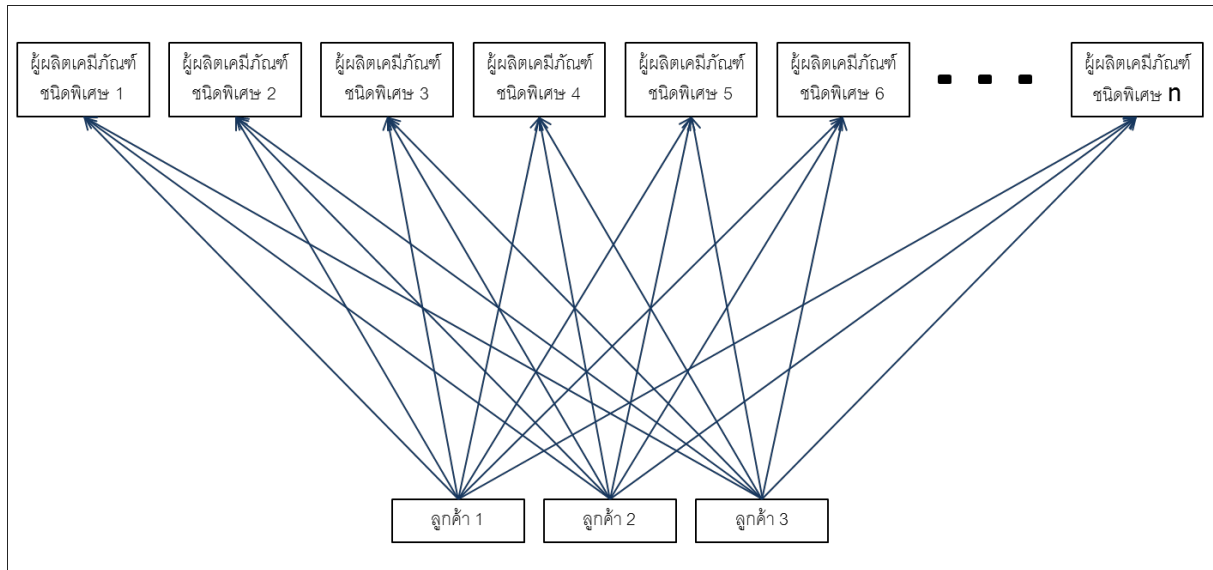 ผู้ผลิตเคมีภัณฑ์
ชนิดพิเศษ 1
ผู้ผลิตเคมีภัณฑ์
ชนิดพิเศษ 2
ผู้ผลิตเคมีภัณฑ์
ชนิดพิเศษ 3
ผู้ผลิตเคมีภัณฑ์
ชนิดพิเศษ 4
ผู้ผลิตเคมีภัณฑ์
ชนิดพิเศษ 5
ผู้ผลิตเคมีภัณฑ์
ชนิดพิเศษ 6
ผู้ผลิตเคมีภัณฑ์
ชนิดพิเศษ n
ลูกค้า 1
ลูกค้า 2
ลูกค้า 3